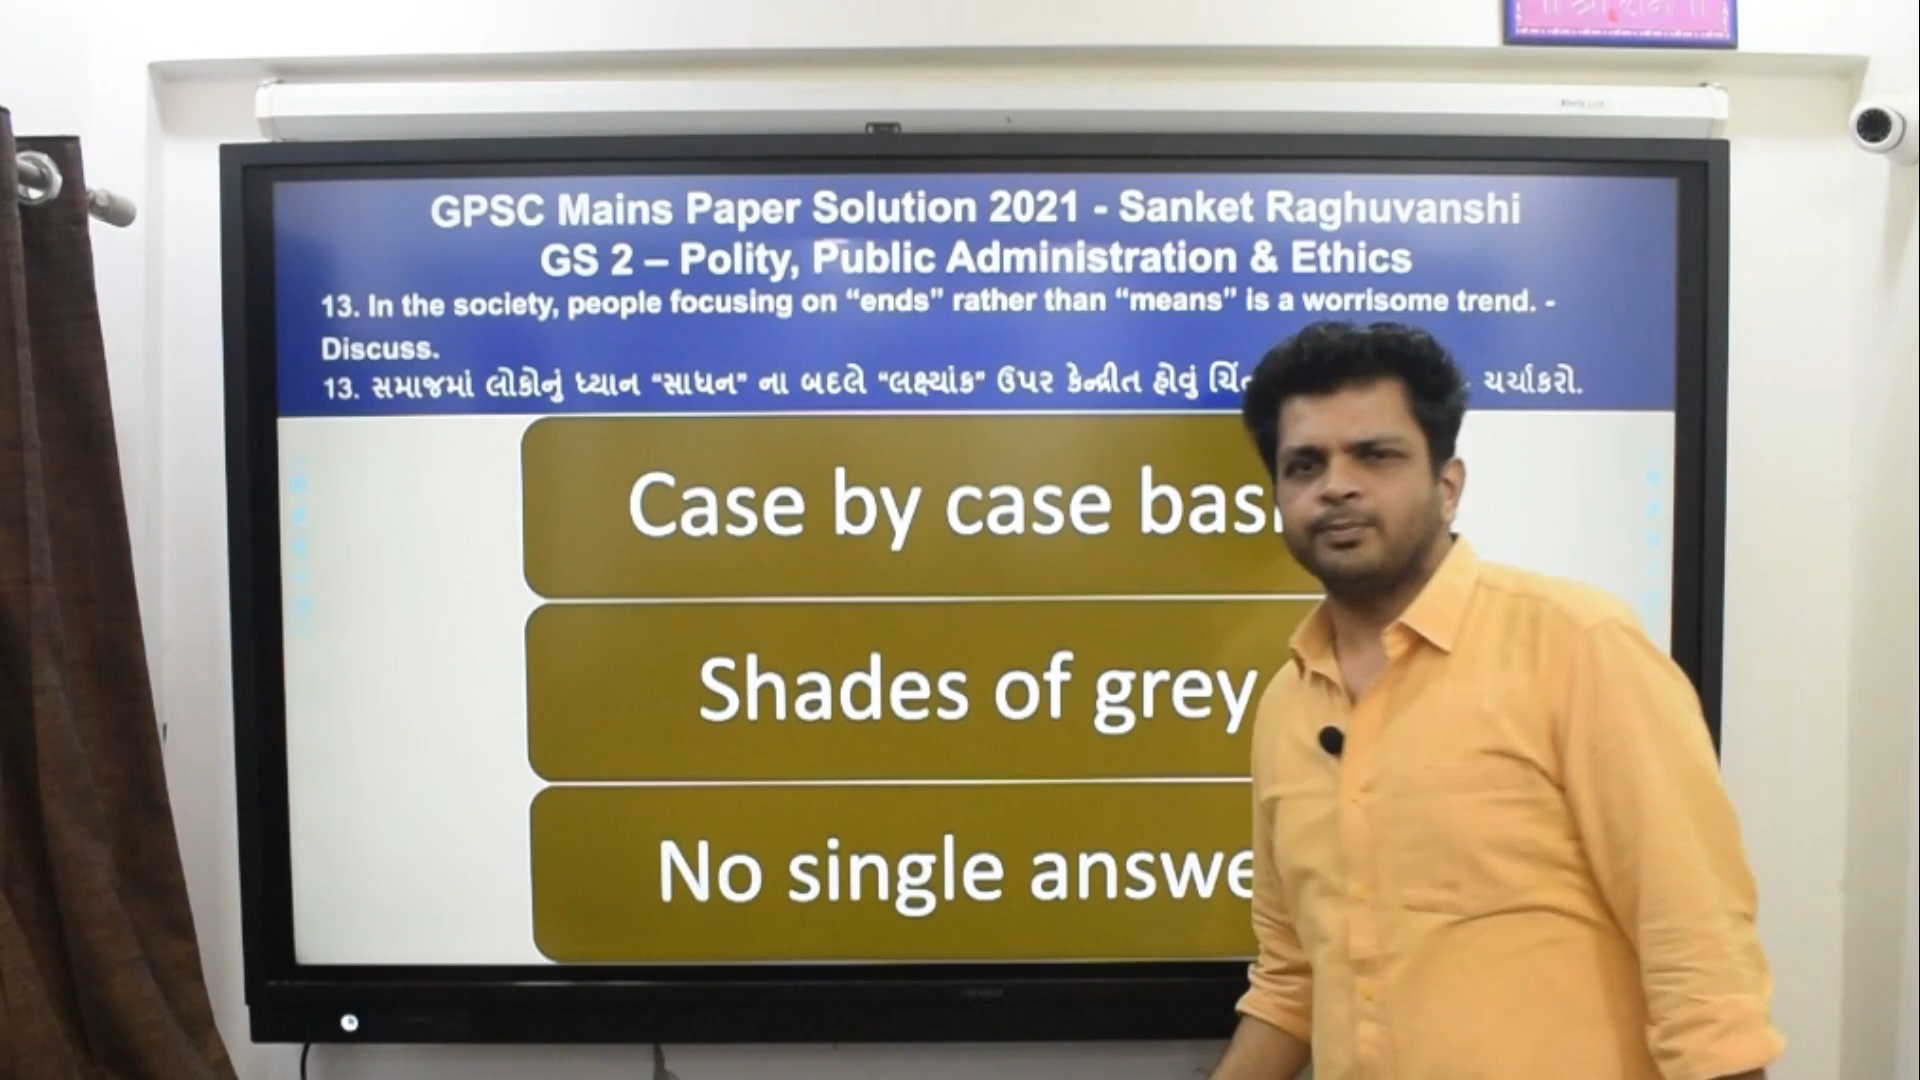 ॥ श्री રામ ॥
GPSC Mains Paper Solution 2021 - Sanket Raghuvanshi
GS 2 – Polity, Public Administration & Ethics
13. In the society, people focusing on “ends” rather than “means” is a worrisome trend. -
Discuss.
13. સમાજમાં લોકોનું ધ્યાન “સાધન” ના બદલે “લક્ષ્યાંક” ઉપર કેન્દ્રીત હોવું - ચર્ચાકરો.
Case by case
Shades of grey
No single